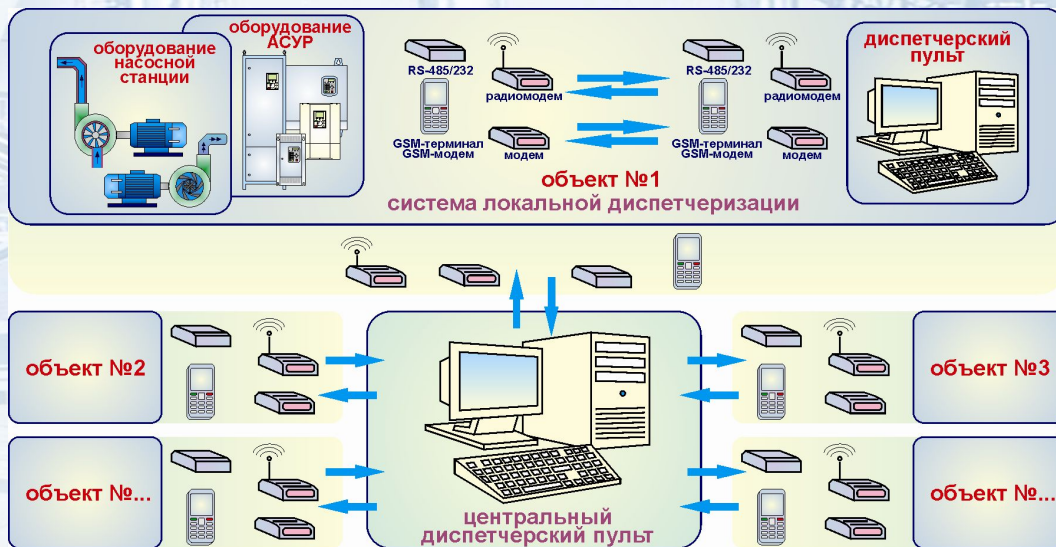 оборудование
АСУР
оборудование
насосной
станции
RS-485/232
радиомодем
GSM-терминал
GSM-модем
модем
RS-485/232
радиомодем
GSM-терминал
GSM-модем
модем
диспетчерский
пульт
объект №1
система локальной диспетчеризации
объект №2
объект №3
объект №...
объект №...
центральный
диспетчерский пульт